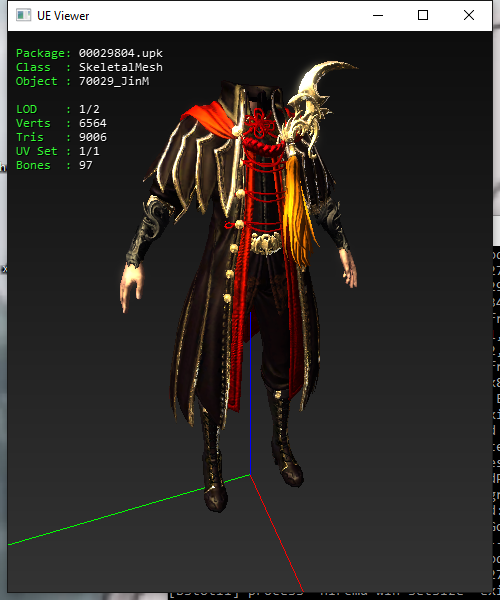 UE Viewer
Package: 00029804.upk
Class : SkeletalMesh
Object : 70029_JinM
LOD : 1/2
Verts : 6564
Tris : 9006
UV Set : 1/1
Bones : 97